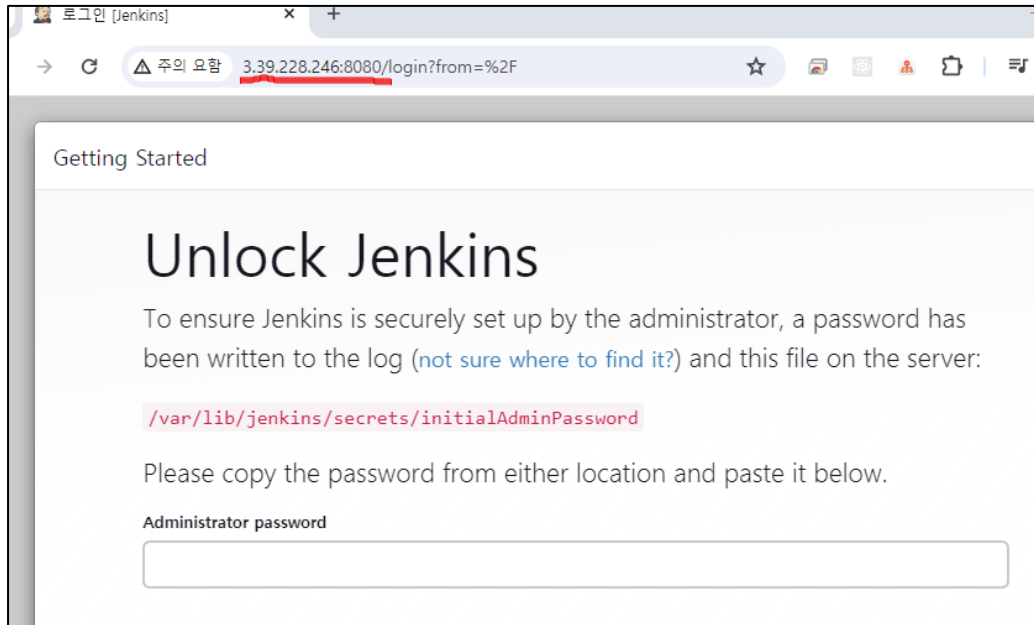 로그인 [Jenkins]
주의 요함 3.39.228.246:8080/login?from=%2F
Getting Started
Unlock Jenkins
To ensure Jenkins is securely set up by the administrator, a password has
been written to the log (not sure where to find it?) and this file on the server:
/var/lib/jenkins/secrets/initialAdminPassword
Please copy the password from either location and paste it below.
Administrator password